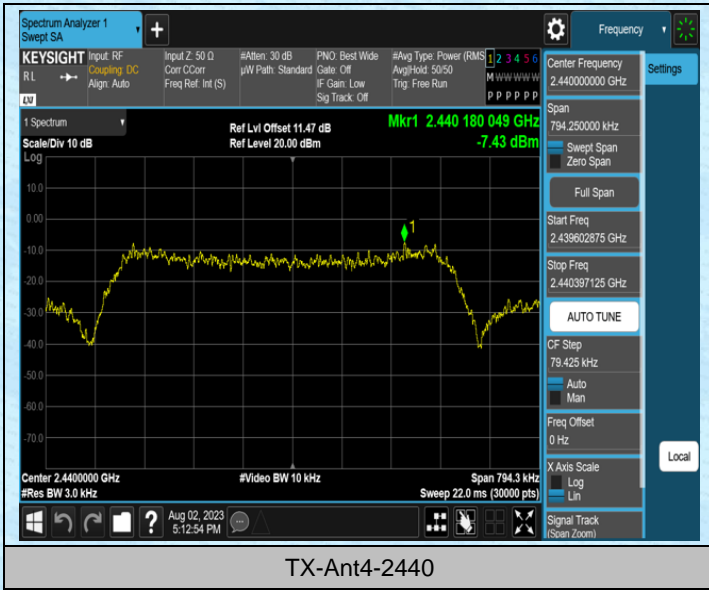 Spectrum Analyzer 1
Swept SA
+
Frequency
KEYSIGHT
RL
Input: RF
Coupling: DC
Align: Auto
Input Z: 50 Ω
Corr CCorr
Freq Ref: Int (S)
#Atten: 30 dB
µW Path: Standard
PNO: Best Wide
Gate: Off
IF Gain: Low
Sig Track: Off
#Avg Type: Power (RMS
Avg|Hold: 50/50
Trig: Free Run
1 2 3 4 5 6
M W W W W W
P P P P P P
LXI
1 Spectrum
Scale/Div 10 dB
Log
Ref Lvl Offset 11.47 dB
Ref Level 20.00 dBm
Mkr1 2.440 180 049 GHz
-7.43 dBm
10.0
0.00
-10.0
-20.0
-30.0
-40.0
-50.0
-60.0
-70.0
1
Center 2.4400000 GHz
#Res BW 3.0 kHz
#Video BW 10 kHz
Span 794.3 kHz
Sweep 22.0 ms (30000 pts)
?
Aug 02, 2023
5:12:54 PM
Center Frequency
2.440000000 GHz
Span
794.250000 kHz
Swept Span
Zero Span
Full Span
Start Freq
2.439602875 GHz
Stop Freq
2.440397125 GHz
AUTO TUNE
CF Step
79.425 kHz
Auto
Man
Freq Offset
0 Hz
X Axis Scale
Log
Lin
Signal Track
(Span Zoom)
Settings
Local
TX-Ant4-2440